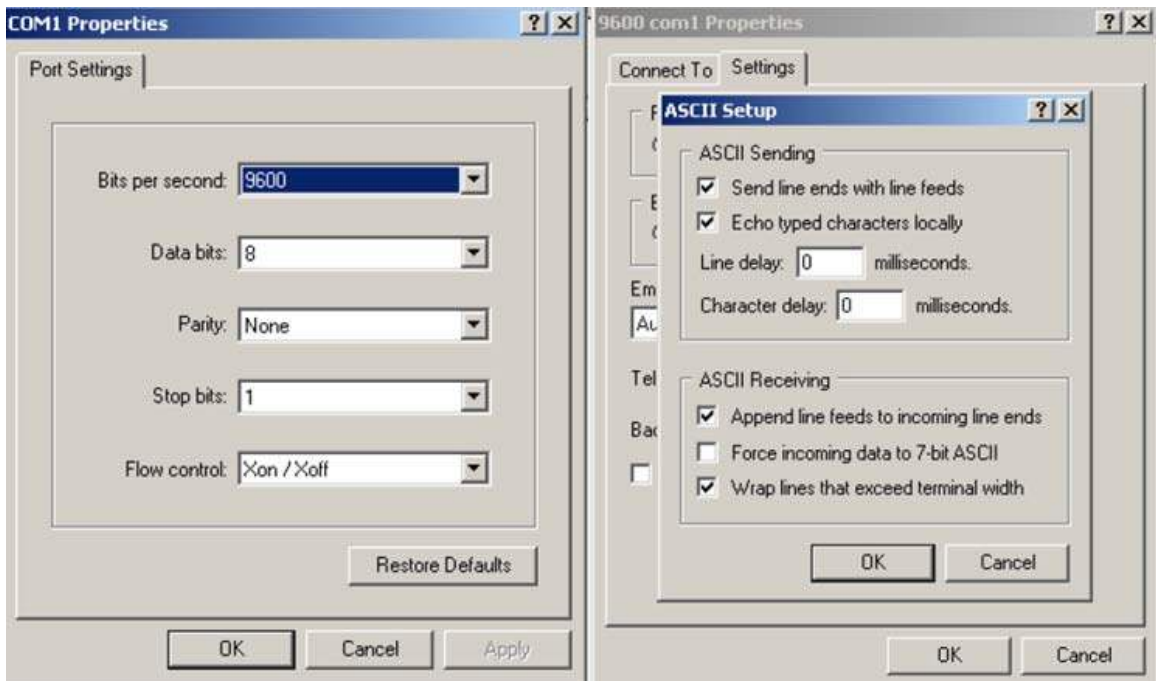 COM1 Properties
Port Settings
Bits per second: 9600
Data bits: 8
Parity: None
Stop bits: 1
Flow control: Xon / Xoff
Restore Defaults
OK Cancel Apply
9600 com1 Properties
Connect To Settings
ASCII Setup
ASCII Sending
Send line ends with line feeds
Echo typed characters locally
Line delay: 0 milliseconds.
Character delay: 0 milliseconds.
Em
Au
Tel
Bac
ASCII Receiving
Append line feeds to incoming line ends
Force incoming data to 7-bit ASCII
Wrap lines that exceed terminal width
OK Cancel
OK Cancel